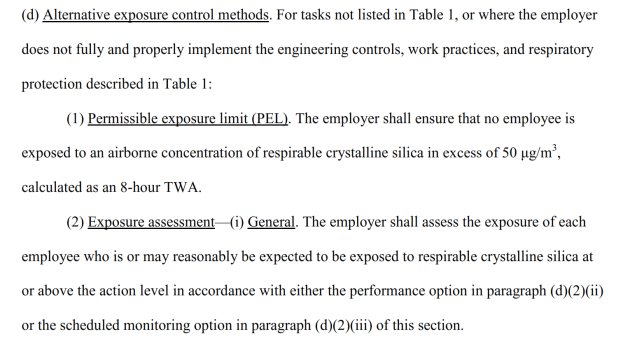 (d) Alternative exposure control methods. For tasks not listed in Table 1, or where the employer
does not fully and properly implement the engineering controls, work practices, and respiratory
protection described in Table 1:
(1) Permissible exposure limit (PEL). The employer shall ensure that no employee is
exposed to an airborne concentration of respirable crystalline silica in excess of 50 μg/m³,
calculated as an 8-hour TWA.
(2) Exposure assessment—(i) General. The employer shall assess the exposure of each
employee who is or may reasonably be expected to be exposed to respirable crystalline silica at
or above the action level in accordance with either the performance option in paragraph (d)(2)(ii)
or the scheduled monitoring option in paragraph (d)(2)(iii) of this section.